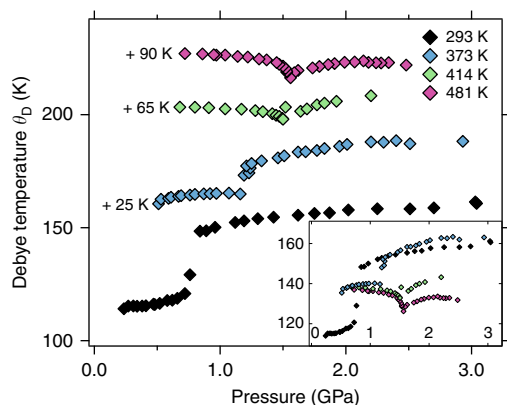 + 90 K
293 K
373 K
414 K
481 K
+ 65 K
+ 25 K
200
150
100
Debye temperature θD (K)
160
140
120
0 1 2 3
0.0 1.0 2.0 3.0
Pressure (GPa)